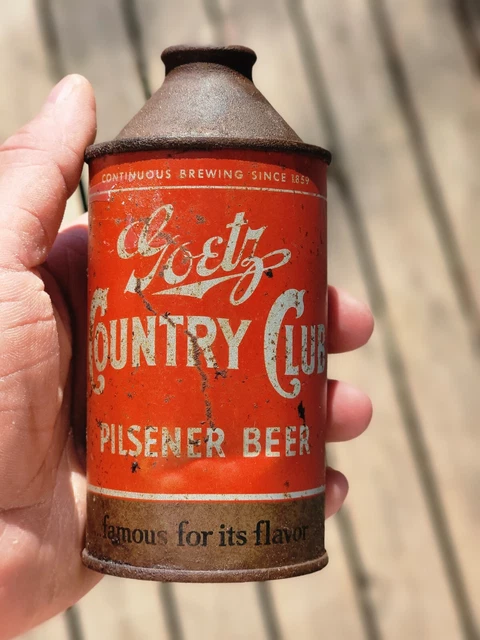 CONTINUOUS BREWING SINCE 1859
Goetz
COUNTRY CLUB
PILSENER BEER
famous for its flavor